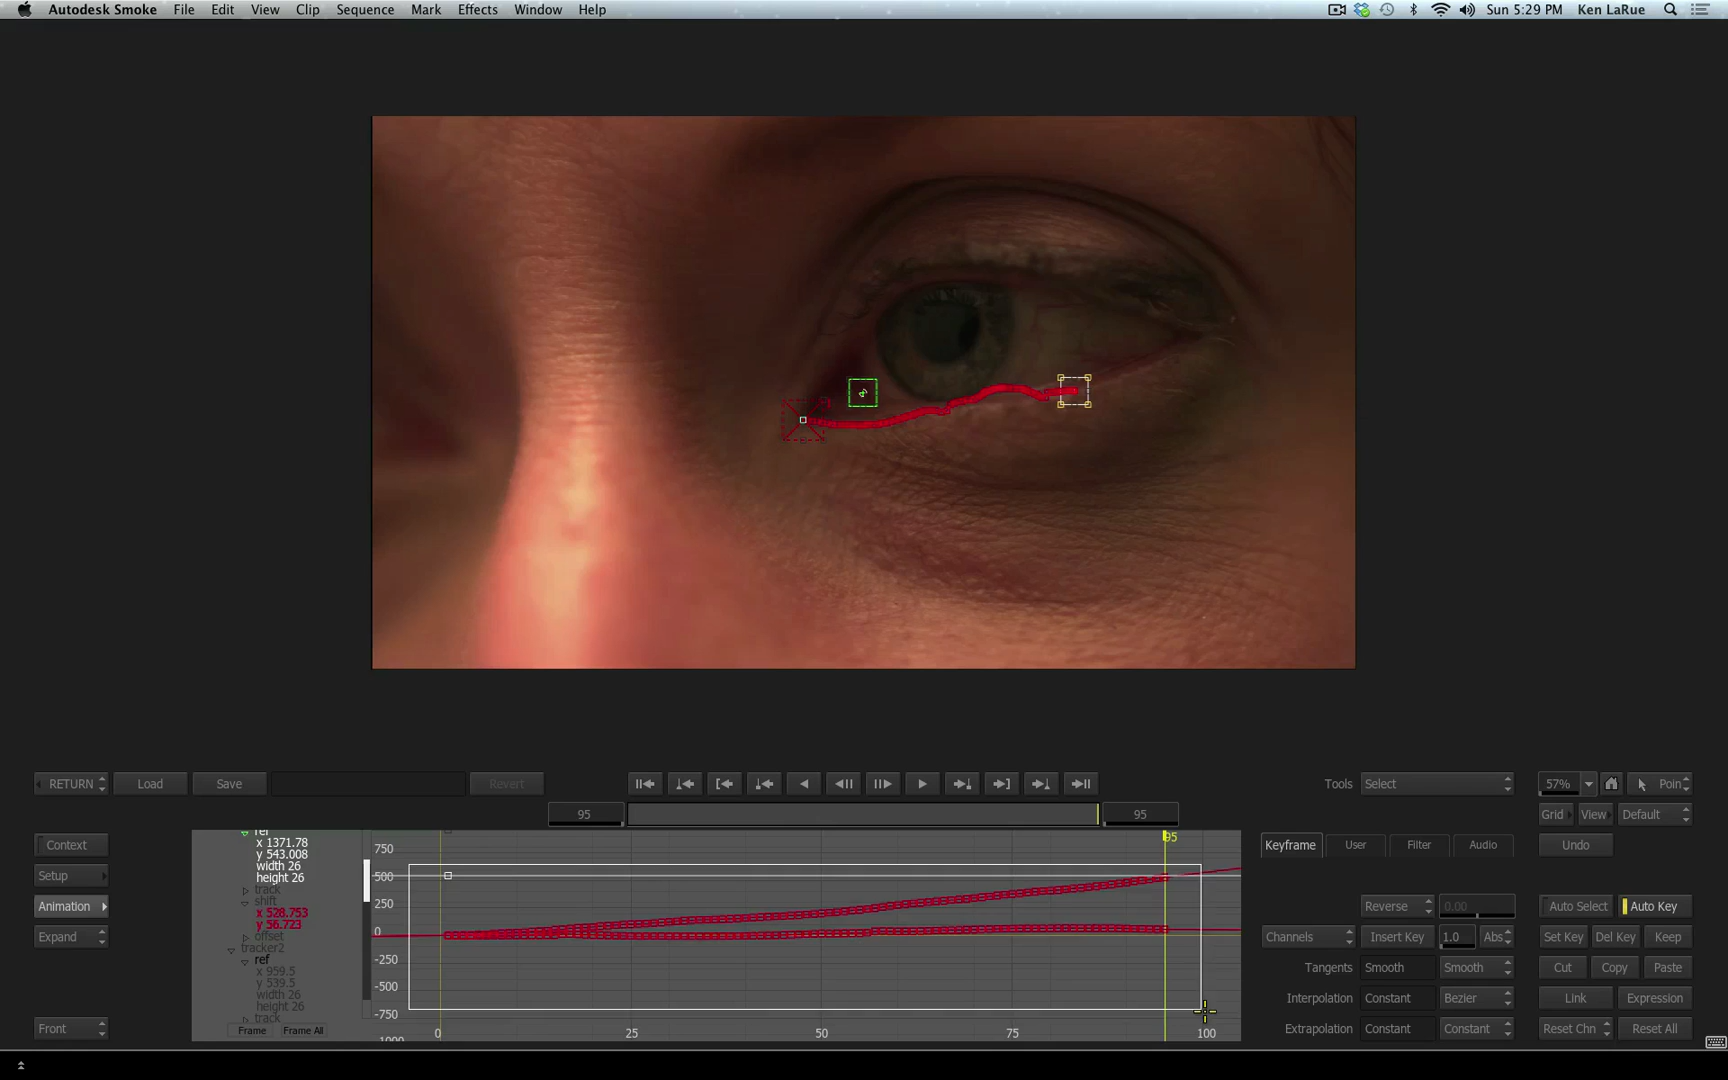 Autodesk Smoke File Edit View Clip Sequence Mark Effects Window Help Sun 5:29 PM Ken LaRue
RETURN Load Save Revert Tools Select 57% Poin
95 95 Grid View Default
Context Keyframe User Filter Audio Undo
Setup
Animation Reverse 0.00 Auto Select Auto Key
Expand Channels Insert Key 1.0 Abs Set Key Del Key Keep
Tangents Smooth Smooth Cut Copy Paste
Interpolation Constant Bezier Link Expression
Front Extrapolation Constant Constant Reset Chn Reset All
ref
x 1371.78
y 543.008
width 26
height 26
track
shift
x 528.753
y 56.723
offset
tracker2
ref
x 959.5
y 539.5
width 26
height 26
track
Frame Frame All
95
750
500
250
0
-250
-500
-750
-1000
0 25 50 75 100